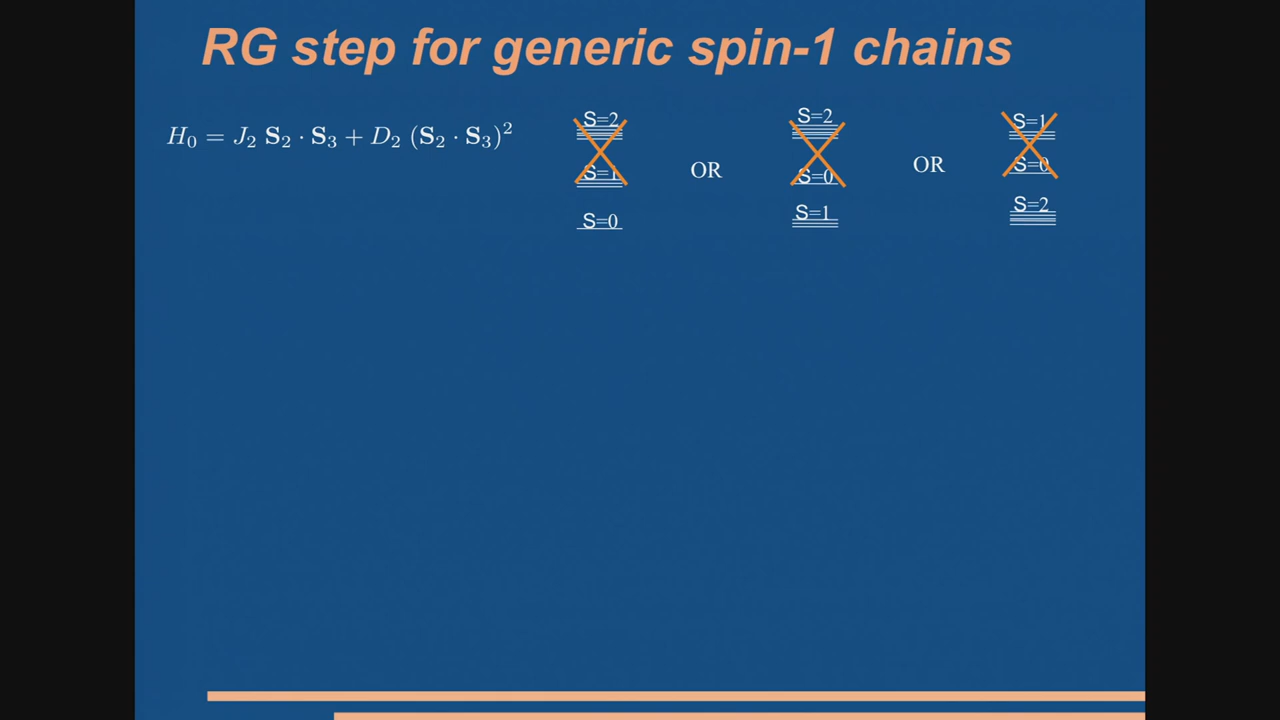 RG step for generic spin-1 chains
H₀ = J₂ S₂ · S₃ + D₂ (S₂ · S₃)²
S=2
S=1
S=0
OR
S=2
S=0
S=1
OR
S=1
S=0
S=2